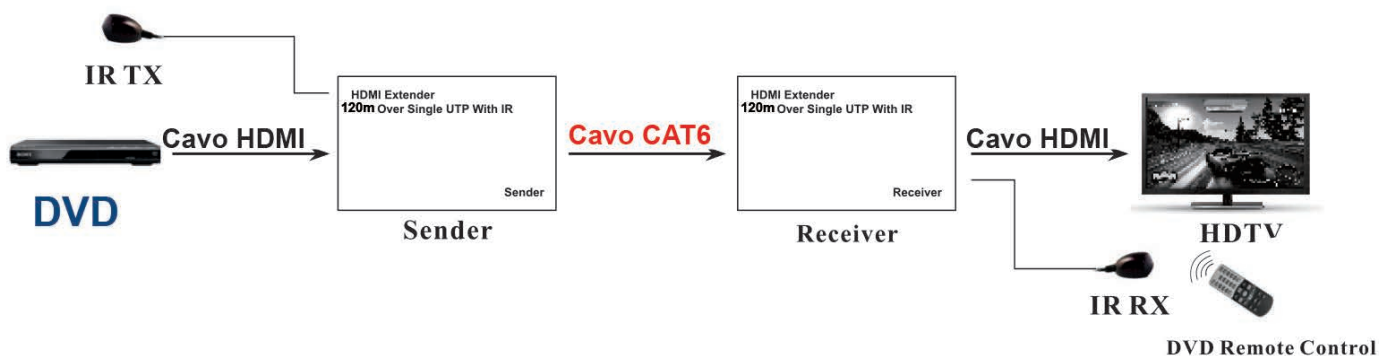 IR TX
HDMI Extender
120m Over Single UTP With IR
HDMI Extender
120m Over Single UTP With IR
Cavo HDMI
Cavo CAT6
Cavo HDMI
SONY
DVD
Sender
Receiver
Sender
Receiver
HDTV
IR RX
DVD Remote Control